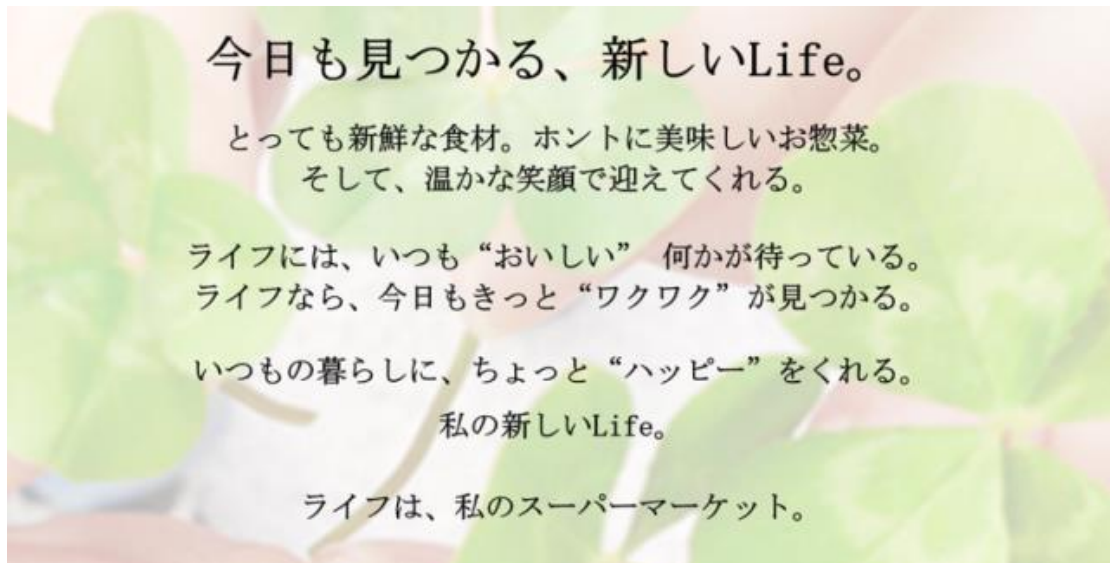 今日も見つかる、新しいLife。
とっても新鮮な食材。ホントに美味しいお惣菜。
そして、温かな笑顔で迎えてくれる。
ライフには、いつも“おいしい”　何かが待っている。
ライフなら、今日もきっと“ワクワク”が見つかる。
いつもの暮らしに、ちょっと“ハッピー”をくれる。
私の新しいLife。
ライフは、私のスーパーマーケット。